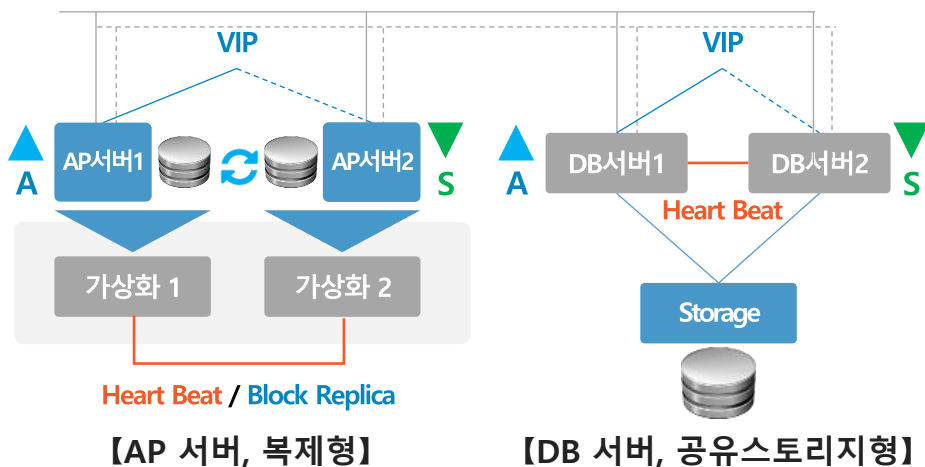 VIP
AP서버1
AP서버2
A
S
가상화 1
가상화 2
Heart Beat / Block Replica
【AP 서버, 복제형】
VIP
DB서버1
DB서버2
A
S
Heart Beat
Storage
【DB 서버, 공유스토리지형】